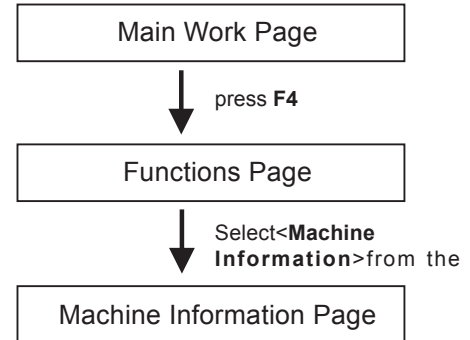 Main Work Page
press F4
Functions Page
Select<Machine
Information>from the
Machine Information Page